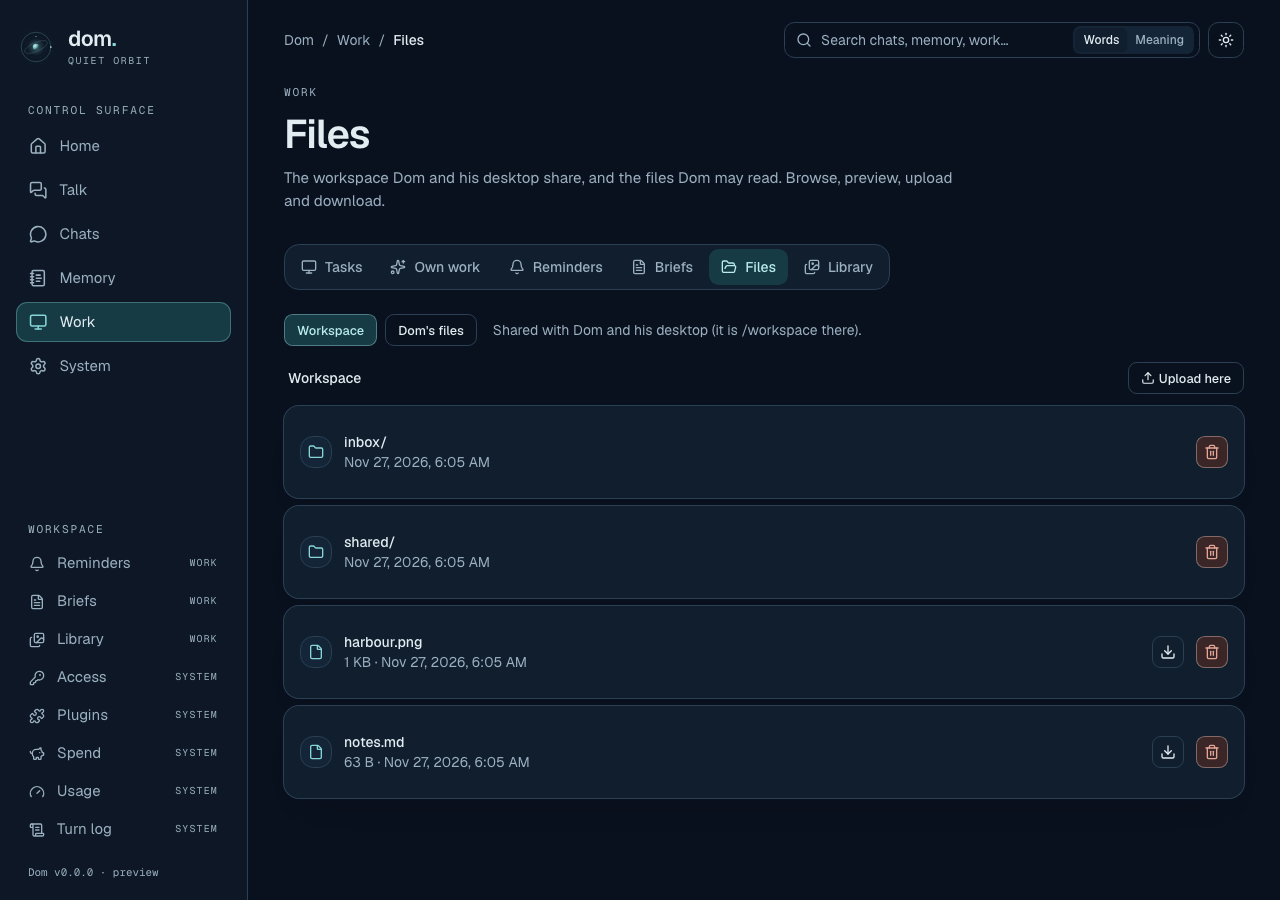 dom.
QUIET ORBIT
CONTROL SURFACE
Home
Talk
Chats
Memory
Work
System
WORKSPACE
Reminders WORK
Briefs WORK
Library WORK
Access SYSTEM
Plugins SYSTEM
Spend SYSTEM
Usage SYSTEM
Turn log SYSTEM
Dom v0.0.0 · preview
Dom / Work / Files
Search chats, memory, work…
Words Meaning
WORK
Files
The workspace Dom and his desktop share, and the files Dom may read. Browse, preview, upload
and download.
Tasks Own work Reminders Briefs Files Library
Workspace Dom's files Shared with Dom and his desktop (it is /workspace there).
Workspace Upload here
inbox/
Nov 27, 2026, 6:05 AM
shared/
Nov 27, 2026, 6:05 AM
harbour.png
1 KB · Nov 27, 2026, 6:05 AM
notes.md
63 B · Nov 27, 2026, 6:05 AM